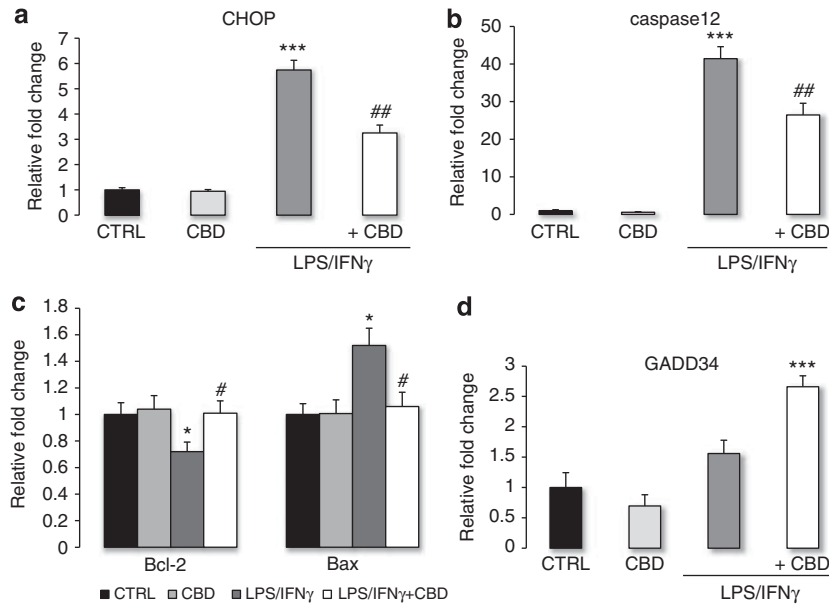 a
CHOP
Relative fold change
7
6
5
4
3
2
1
0
***
##
CTRL
CBD
+ CBD
LPS/IFNγ
b
caspase12
Relative fold change
50
40
30
20
10
0
***
##
CTRL
CBD
+ CBD
LPS/IFNγ
c
Relative fold change
1.8
1.6
1.4
1.2
1
0.8
0.6
0.4
0.2
0
*
#
*
#
Bcl-2
Bax
CTRL CBD LPS/IFNγ LPS/IFNγ+CBD
d
GADD34
Relative fold change
3
2.5
2
1.5
1
0.5
0
***
CTRL
CBD
+ CBD
LPS/IFNγ